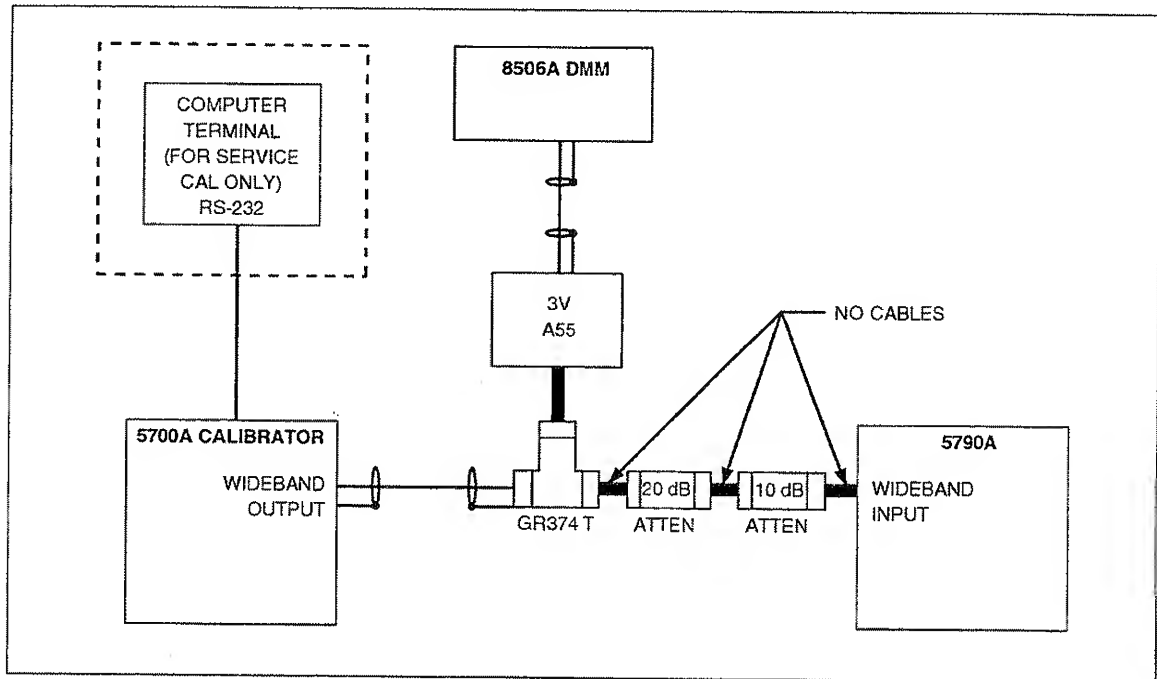 COMPUTER
TERMINAL
(FOR SERVICE
CAL ONLY)
RS-232
8506A DMM
3V
A55
NO CABLES
5700A CALIBRATOR
WIDEBAND
OUTPUT
GR374 T
20 dB
ATTEN
10 dB
ATTEN
5790A
WIDEBAND
INPUT